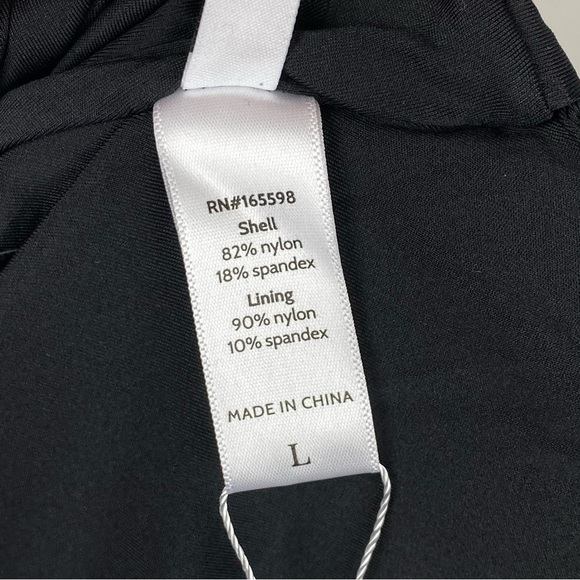 RN#165598
Shell
82% nylon
18% spandex
Lining
90% nylon
10% spandex
MADE IN CHINA
L